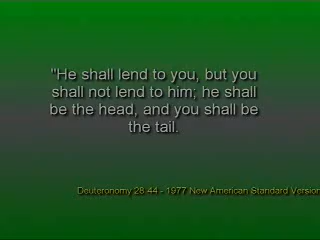 "He shall lend to you, but you
shall not lend to him; he shall
be the head, and you shall be
the tail.
Deuteronomy 28:44 - 1977 New American Standard Version